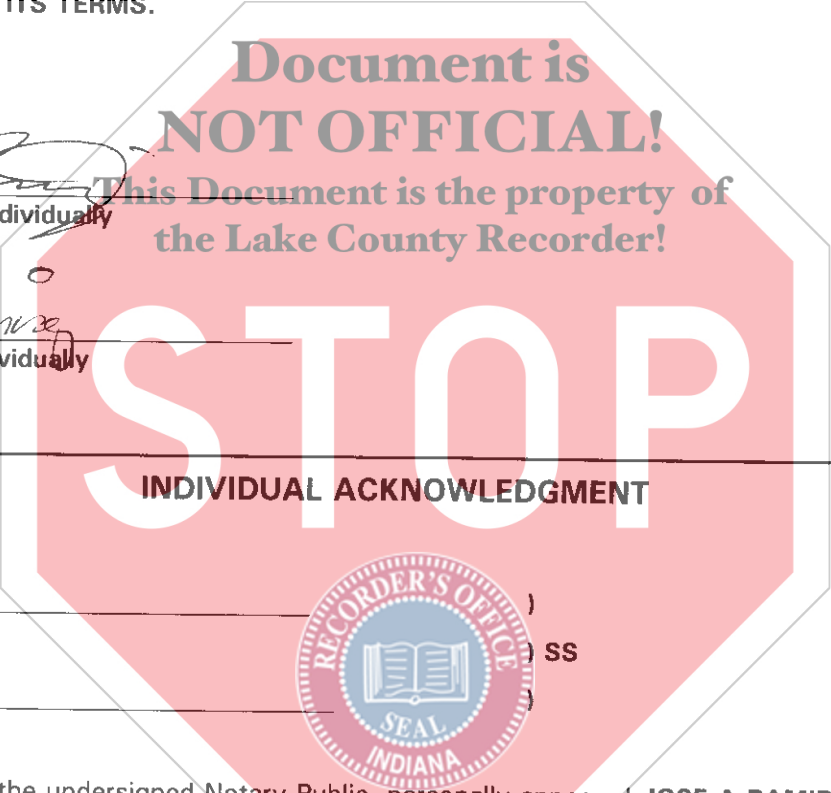 ITS TERMS.
Document is
NOT OFFICIAL!
This Document is the property of
the Lake County Recorder!
dividually
vidually
STOP
INDIVIDUAL ACKNOWLEDGMENT
)
) SS
)
RECORDER'S OFFICE
SEAL
INDIANA
the undersigned Notary Public, personally